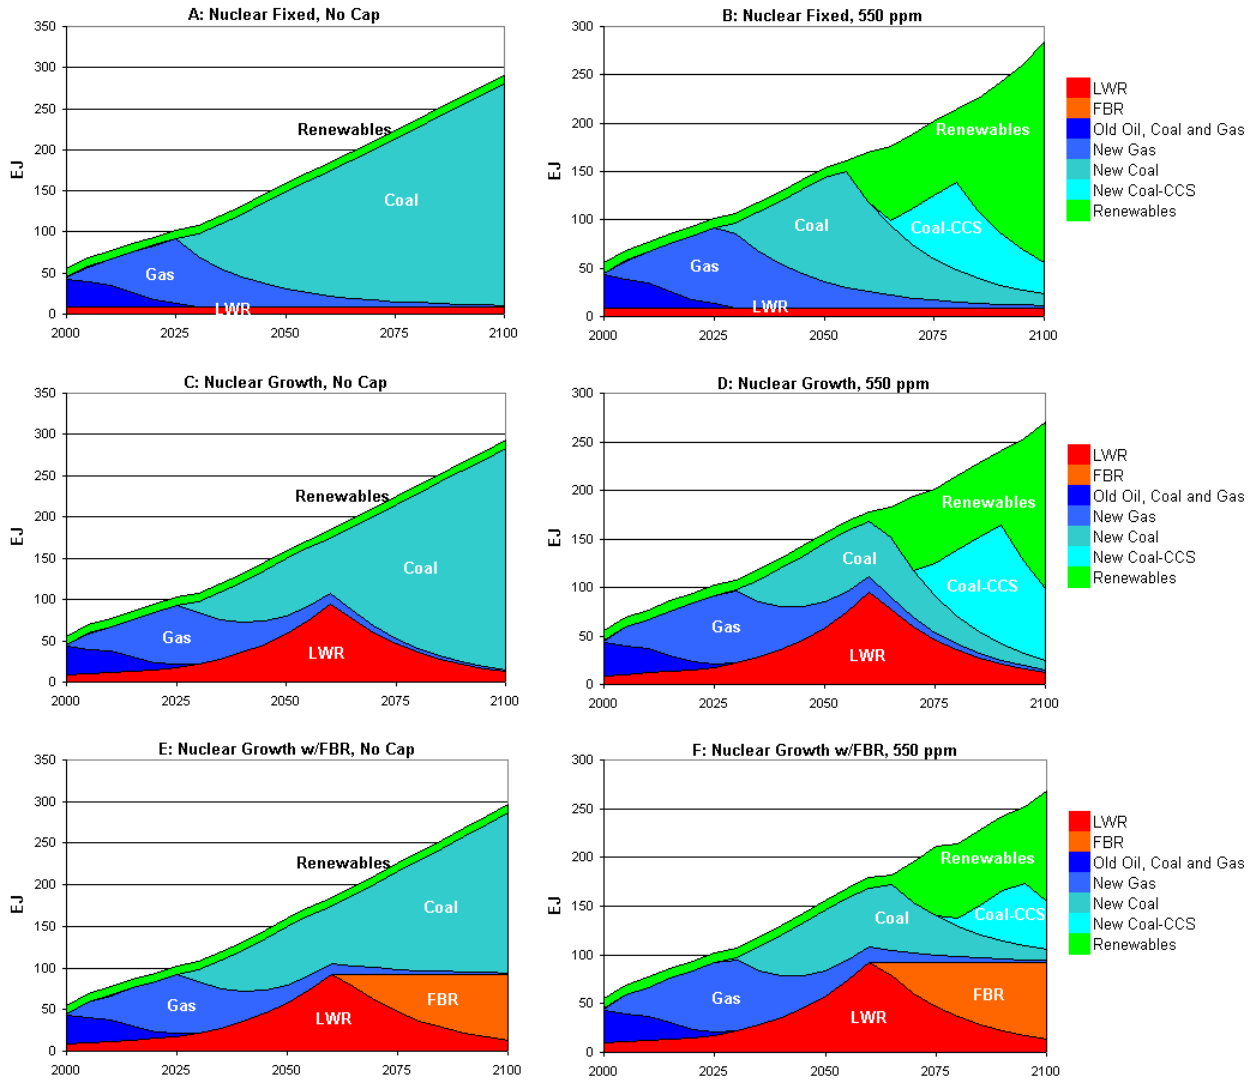 A: Nuclear Fixed, No Cap
350
300
250
200
150
100
50
0
EJ
Renewables
Coal
Gas
LWR
2000 2025 2050 2075 2100
B: Nuclear Fixed, 550 ppm
300
250
200
150
100
50
0
EJ
Renewables
Coal-CCS
Coal
Gas
LWR
2000 2025 2050 2075 2100
LWR
FBR
Old Oil, Coal and Gas
New Gas
New Coal
New Coal-CCS
Renewables
C: Nuclear Growth, No Cap
350
300
250
200
150
100
50
0
EJ
Renewables
Coal
Gas
LWR
2000 2025 2050 2075 2100
D: Nuclear Growth, 550 ppm
300
250
200
150
100
50
0
EJ
Renewables
Coal
Coal-CCS
Gas
LWR
2000 2025 2050 2075 2100
LWR
FBR
Old Oil, Coal and Gas
New Gas
New Coal
New Coal-CCS
Renewables
E: Nuclear Growth w/FBR, No Cap
350
300
250
200
150
100
50
0
EJ
Renewables
Coal
Gas
FBR
LWR
2000 2025 2050 2075 2100
F: Nuclear Growth w/FBR, 550 ppm
300
250
200
150
100
50
0
EJ
Renewables
Coal
Coal-CCS
Gas
FBR
LWR
2000 2025 2050 2075 2100
LWR
FBR
Old Oil, Coal and Gas
New Gas
New Coal
New Coal-CCS
Renewables